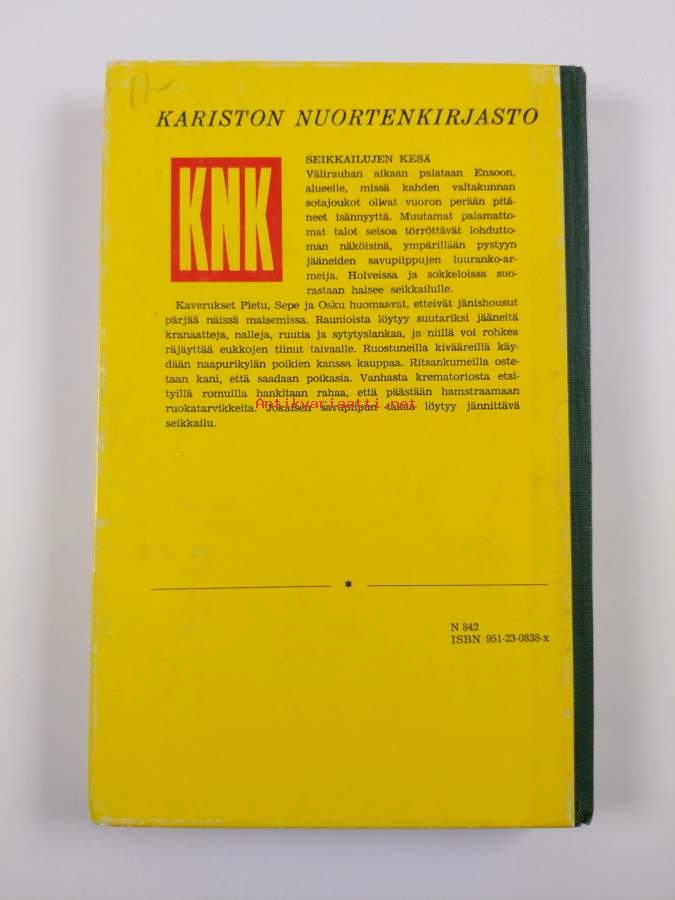 11-
KARISTON NUORTENKIRJASTO
KNK
SEIKKAILUJEN KESÄ
Välirauhan aikaan palataan Ensoon,
alueelle, missä kahden valtakunnan
sotajoukot olivat vuoron perään pitä-
neet isännyyttä. Muutamat palamatto-
mat talot seisoa törröttävät lohdutto-
man näköisinä, ympärillään pystyyn
jääneiden savupiippujen luuranko-ar-
meija. Holveissa ja sokkeloissa suo-
rastaan haisee seikkailulle.
Kaverukset Pietu, Sepe ja Osku huomaavat, etteivät jänishousut
pärjää näissä maisemissa. Raunioista löytyy suutariksi jääneitä
kranaatteja, nalleja, ruutia ja sytytyslankaa, ja niillä voi rohkea
räjäyttää eukkojen tiinut taivaalle. Ruostuneilla kivääreillä käy-
dään naapurikylän poikien kanssa kauppaa. Ritsankumeilla oste-
taan kani, että saadaan poikasia. Vanhasta krematoriosta etsi-
tyillä romuilla hankitaan rahaa, että päästään hamstraamaan
Antikvariaatti.net
ruokatarvikkeita. Jokaisen savupiipun takaa löytyy jännittävä
seikkailu.
N 842
ISBN 951-23-0838-x